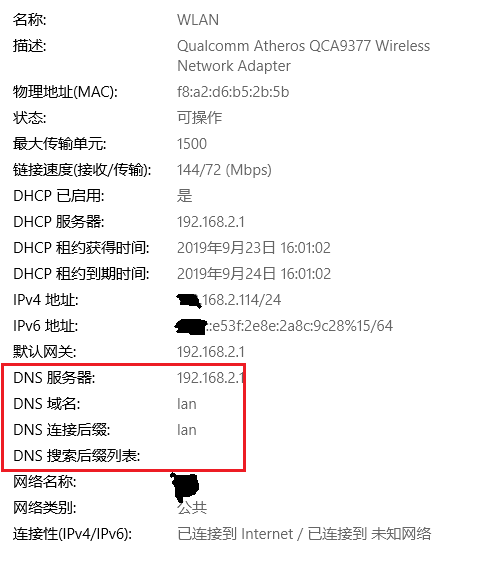 名称: WLAN
描述: Qualcomm Atheros QCA9377 Wireless
Network Adapter
物理地址(MAC): f8:a2:d6:b5:2b:5b
状态: 可操作
最大传输单元: 1500
链接速度(接收/传输): 144/72 (Mbps)
DHCP 已启用: 是
DHCP 服务器: 192.168.2.1
DHCP 租约获得时间: 2019年9月23日 16:01:02
DHCP 租约到期时间: 2019年9月24日 16:01:02
IPv4 地址: .168.2.114/24
IPv6 地址: ::e53f:2e8e:2a8c:9c28%15/64
默认网关: 192.168.2.1
DNS 服务器: 192.168.2.1
DNS 域名: lan
DNS 连接后缀: lan
DNS 搜索后缀列表:
网络名称:
网络类别: 公共
连接性(IPv4/IPv6): 已连接到 Internet / 已连接到 未知网络